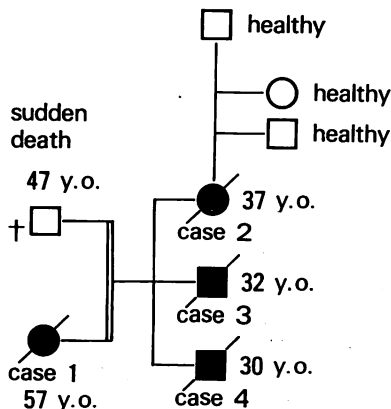 healthy
healthy
healthy
sudden
death
47 y.o.
†
37 y.o.
case 2
32 y.o.
case 3
case 1
57 y.o.
30 y.o.
case 4